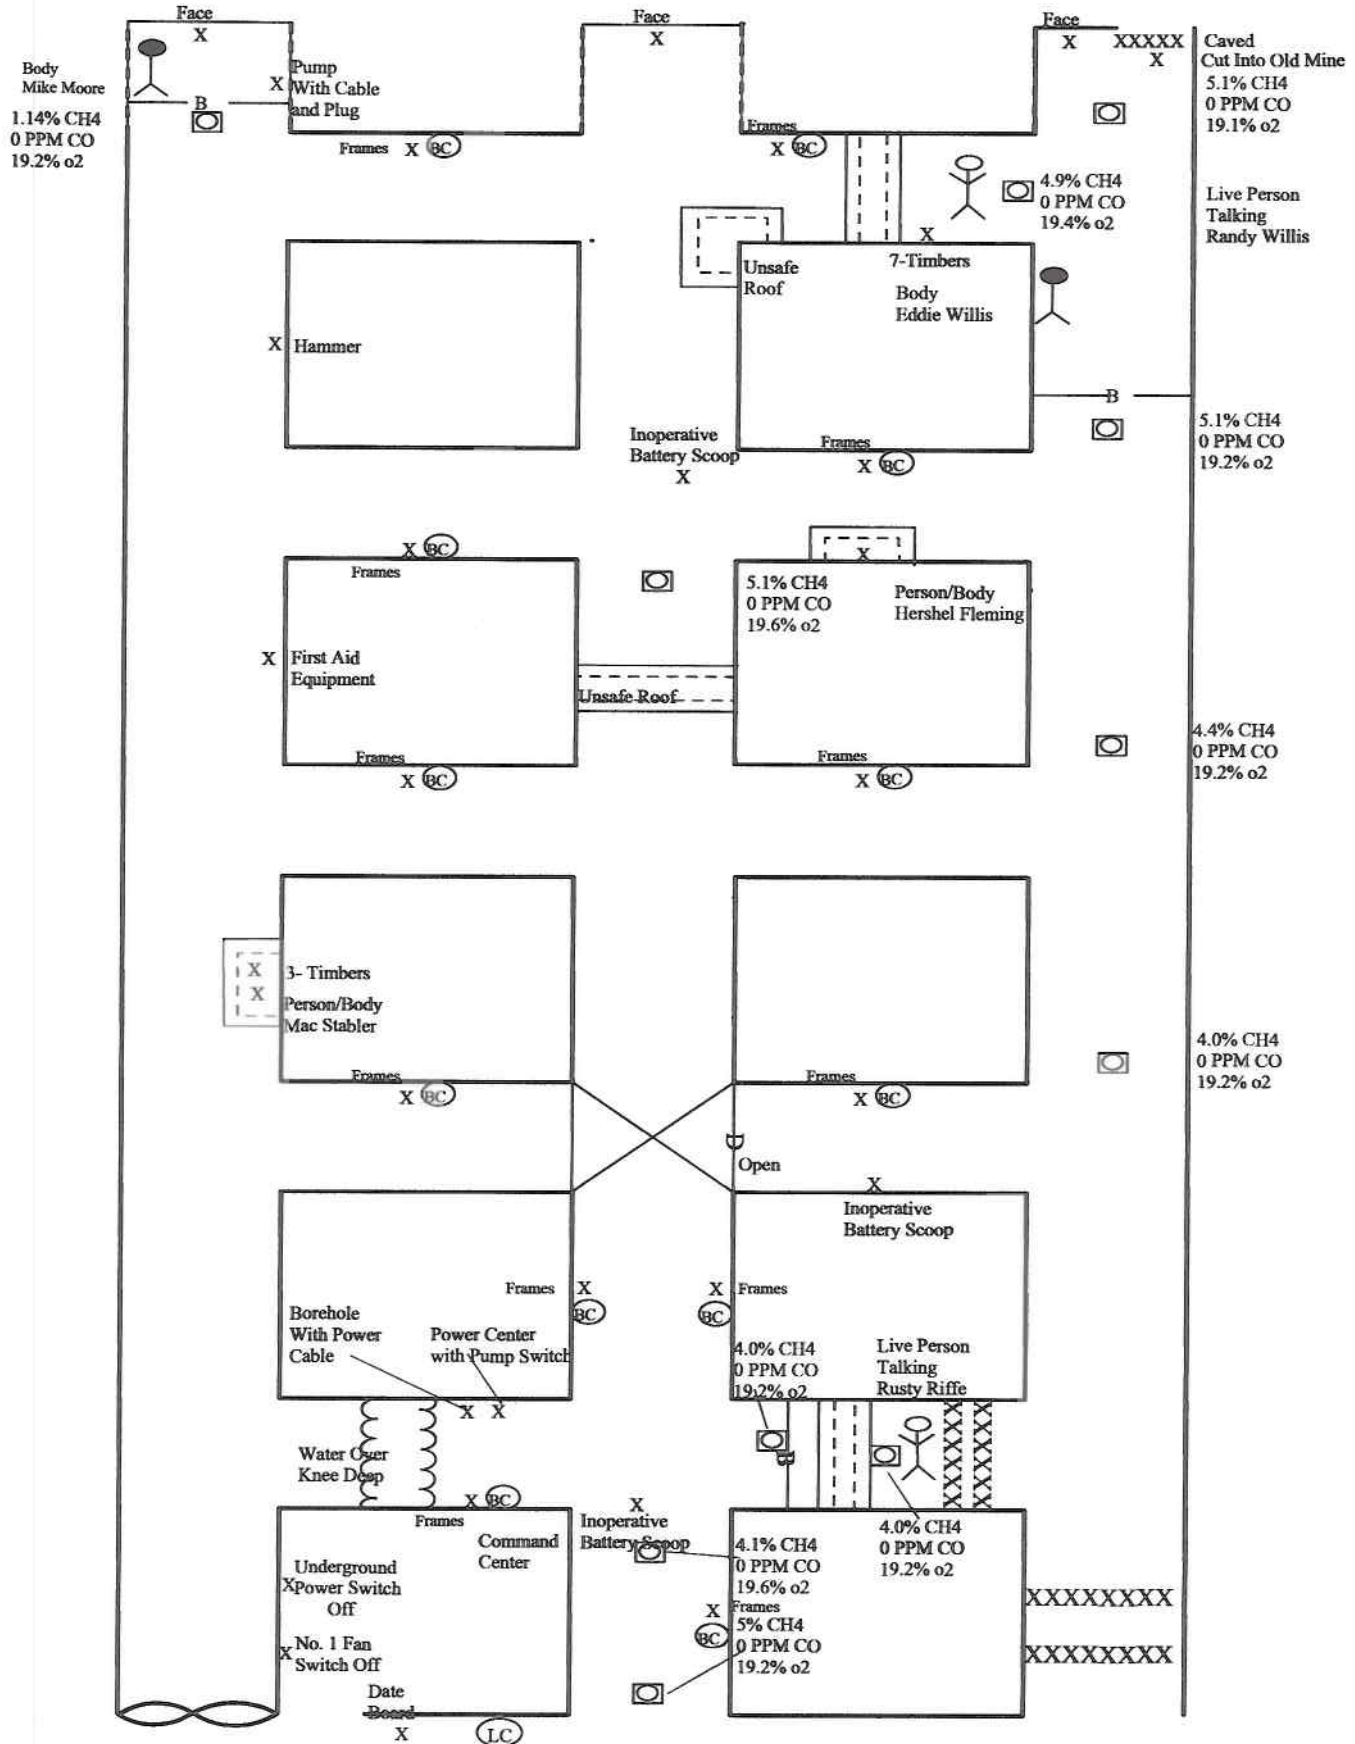 Face
X
Face
X
Face
X
XXXXX
X
Caved
Cut Into Old Mine
5.1% CH4
0 PPM CO
19.1% o2
Body
Mike Moore
1.14% CH4
0 PPM CO
19.2% o2
B
X
Pump
With Cable
and Plug
Frames
X
BC
Frames
X
BC
4.9% CH4
0 PPM CO
19.4% o2
Live Person
Talking
Randy Willis
Unsafe
Roof
X
7-Timbers
Body
Eddie Willis
X
Hammer
B
Inoperative
Battery Scoop
X
Frames
X
BC
5.1% CH4
0 PPM CO
19.2% o2
X
BC
Frames
X
5.1% CH4
0 PPM CO
19.6% o2
Person/Body
Hershel Fleming
X
First Aid
Equipment
Unsafe Roof
Frames
X
BC
Frames
X
BC
4.4% CH4
0 PPM CO
19.2% o2
X
3- Timbers
X
Person/Body
Mac Stabler
Frames
X
BC
Frames
X
BC
4.0% CH4
0 PPM CO
19.2% o2
D
Open
X
Inoperative
Battery Scoop
Frames
X
BC
X
Frames
BC
Borehole
With Power
Cable
Power Center
with Pump Switch
X
X
4.0% CH4
0 PPM CO
19.2% o2
Live Person
Talking
Rusty Riffe
B
XXXXXXX
XXXXXXX
Water Over
Knee Deep
X
BC
Frames
Command
Center
X
Inoperative
Battery Scoop
4.1% CH4
0 PPM CO
19.6% o2
4.0% CH4
0 PPM CO
19.2% o2
X
Underground
Power Switch
Off
X
Frames
BC
5% CH4
0 PPM CO
19.2% o2
XXXXXXXX
XXXXXXXX
X
No. 1 Fan
Switch Off
Date
Board
X
LC